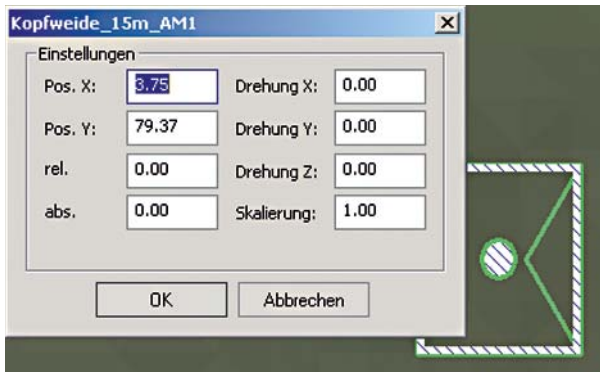 Kopfweide_15m_AM1
Einstellungen
Pos. X: 3.75 Drehung X: 0.00
Pos. Y: 79.37 Drehung Y: 0.00
rel. 0.00 Drehung Z: 0.00
abs. 0.00 Skalierung: 1.00
OK Abbrechen